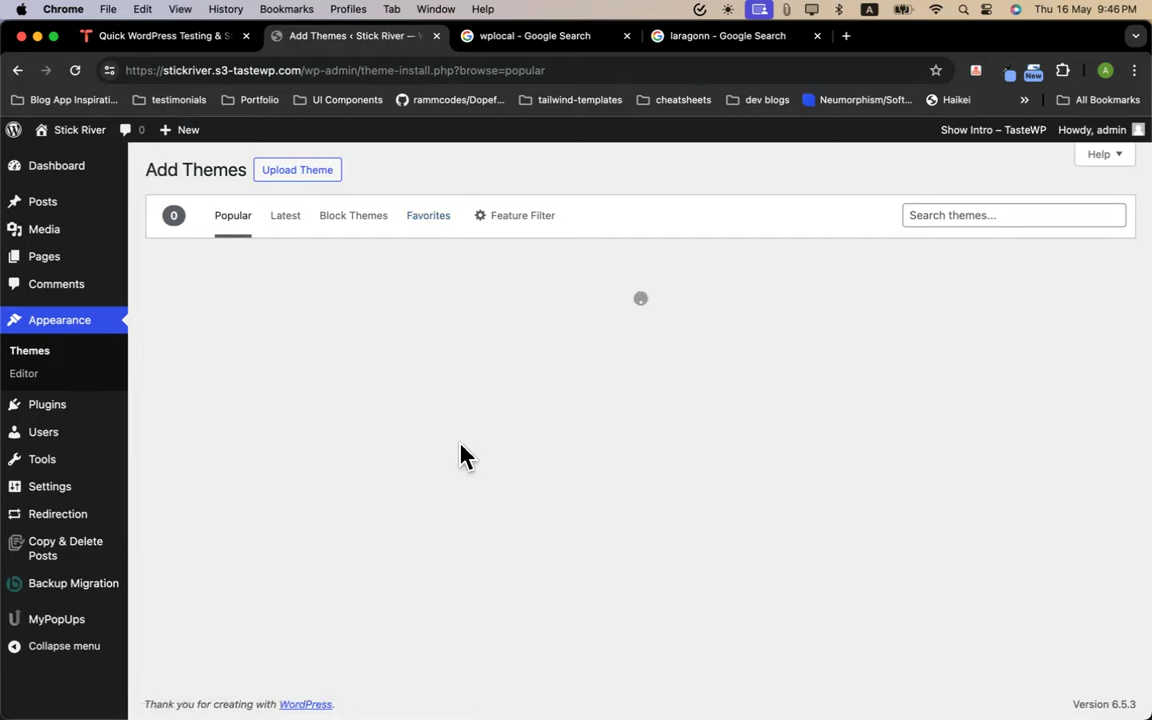 Chrome File Edit View History Bookmarks Profiles Tab Window Help A Thu 16 May 9:46 PM
Quick WordPress Testing & S
Add Themes ‹ Stick River — W
wplocal - Google Search
laragonn - Google Search
https://stickriver.s3-tastewp.com/wp-admin/theme-install.php?browse=popular
New
A
Blog App Inspirati...
testimonials
Portfolio
UI Components
rammcodes/Dopef...
tailwind-templates
cheatsheets
dev blogs
Neumorphism/Soft...
Haikei
All Bookmarks
Stick River 0 New
Show Intro – TasteWP Howdy, admin
Help
Add Themes Upload Theme
0 Popular Latest Block Themes Favorites Feature Filter Search themes...
Dashboard
Posts
Media
Pages
Comments
Appearance
Themes
Editor
Plugins
Users
Tools
Settings
Redirection
Copy & Delete
Posts
Backup Migration
MyPopUps
Collapse menu
Thank you for creating with WordPress.
Version 6.5.3